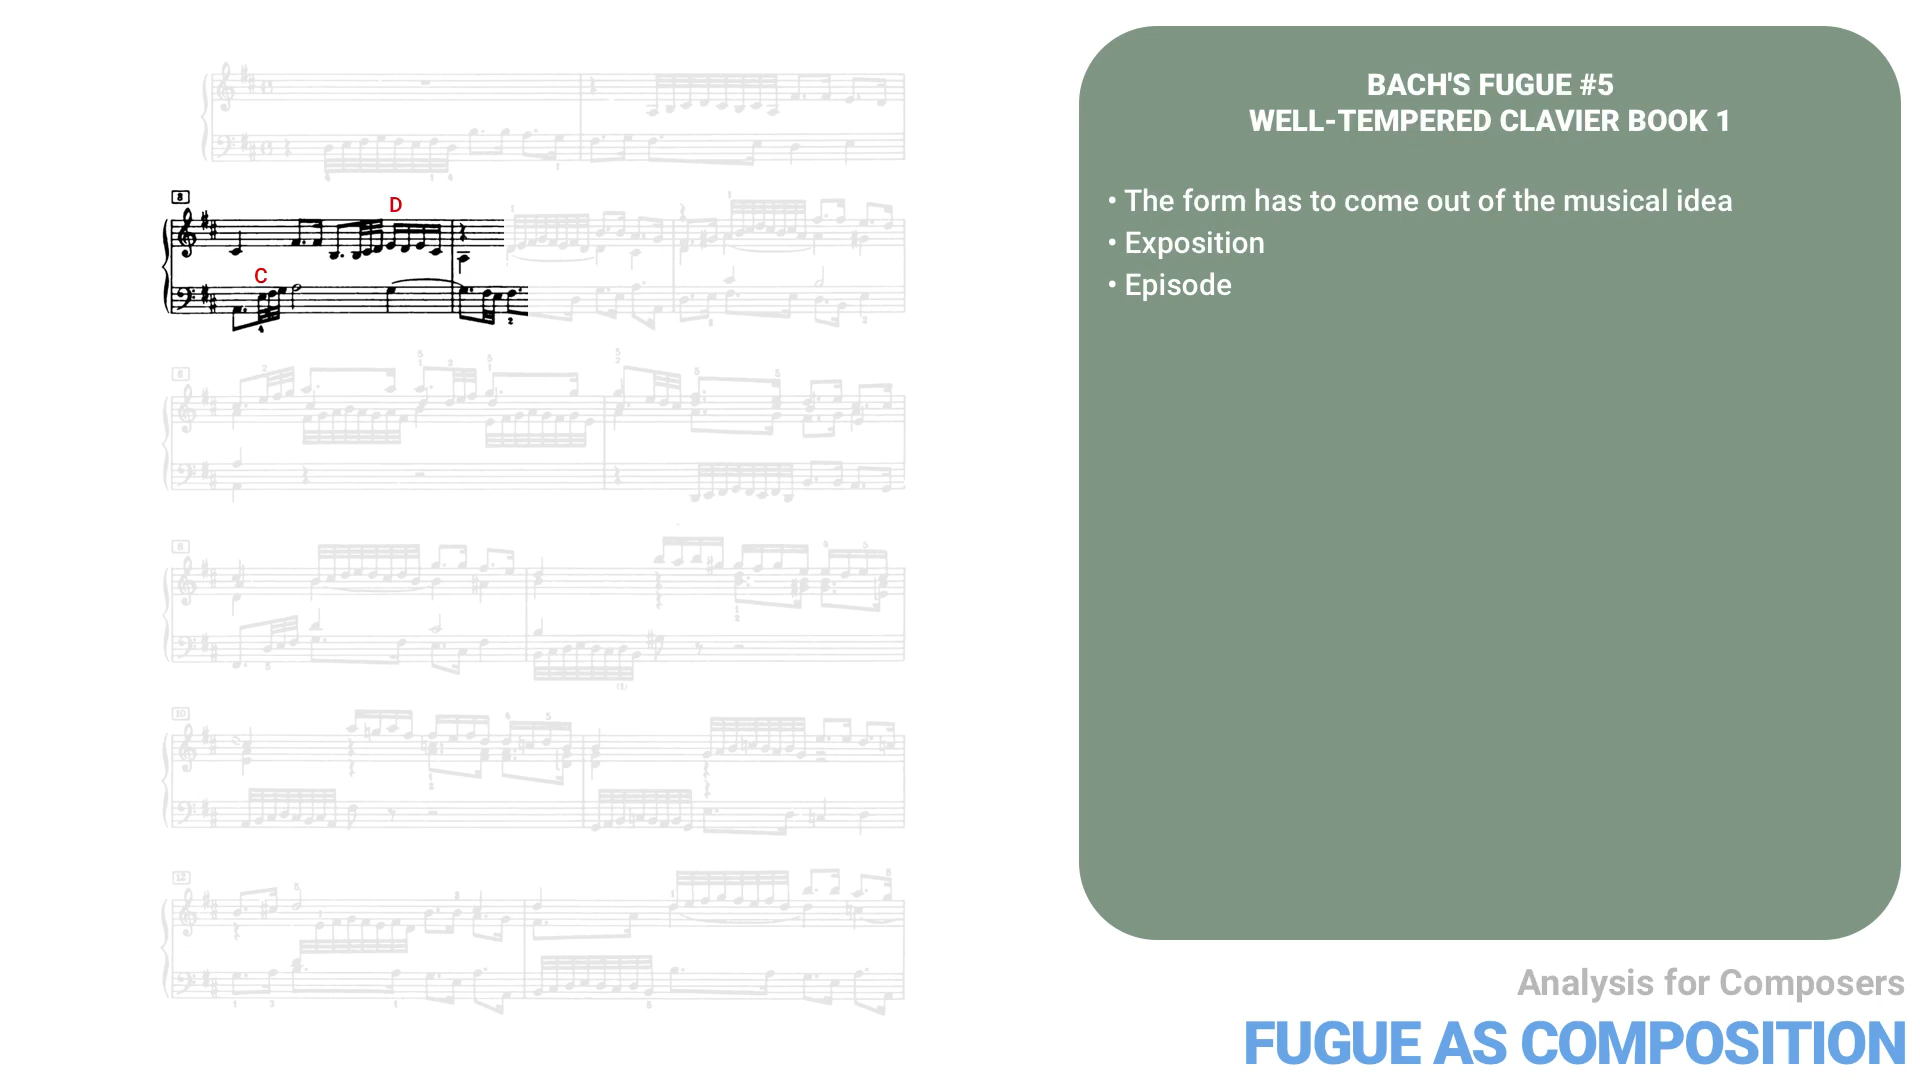 BACH'S FUGUE #5
WELL-TEMPERED CLAVIER BOOK 1
• The form has to come out of the musical idea
• Exposition
• Episode
D
C
Analysis for Composers
FUGUE AS COMPOSITION